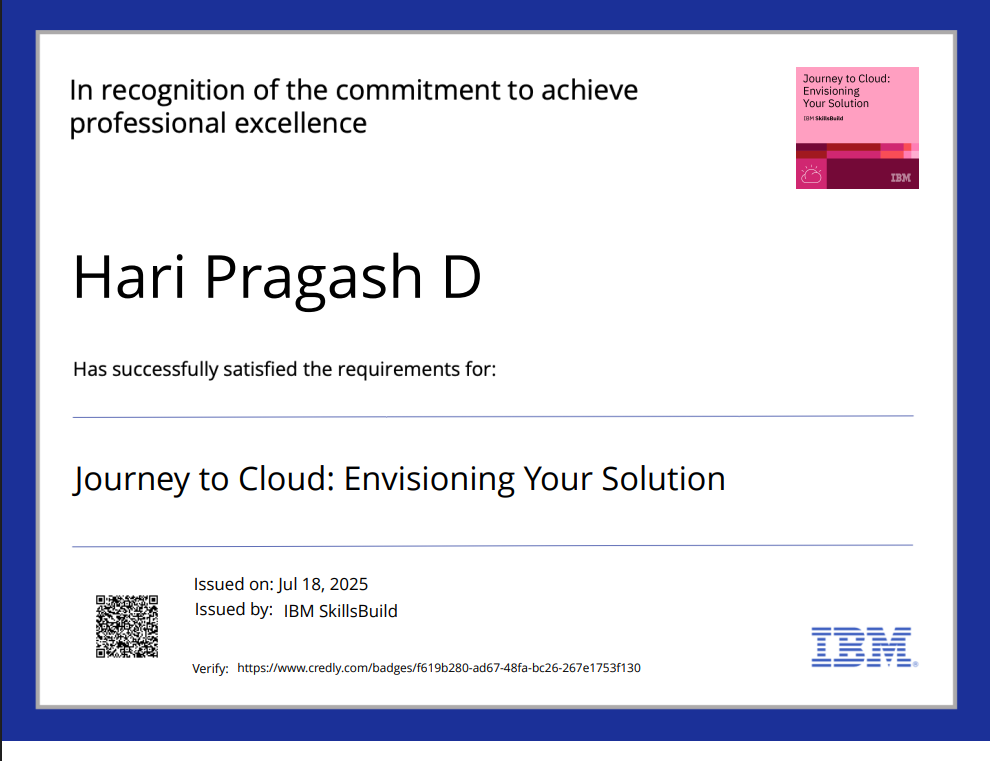 In recognition of the commitment to achieve
professional excellence
Journey to Cloud:
Envisioning
Your Solution
IBM SkillsBuild
IBM
Hari Pragash D
Has successfully satisfied the requirements for:
Journey to Cloud: Envisioning Your Solution
Issued on: Jul 18, 2025
Issued by: IBM SkillsBuild
Verify: https://www.credly.com/badges/f619b280-ad67-48fa-bc26-267e1753f130
IBM®